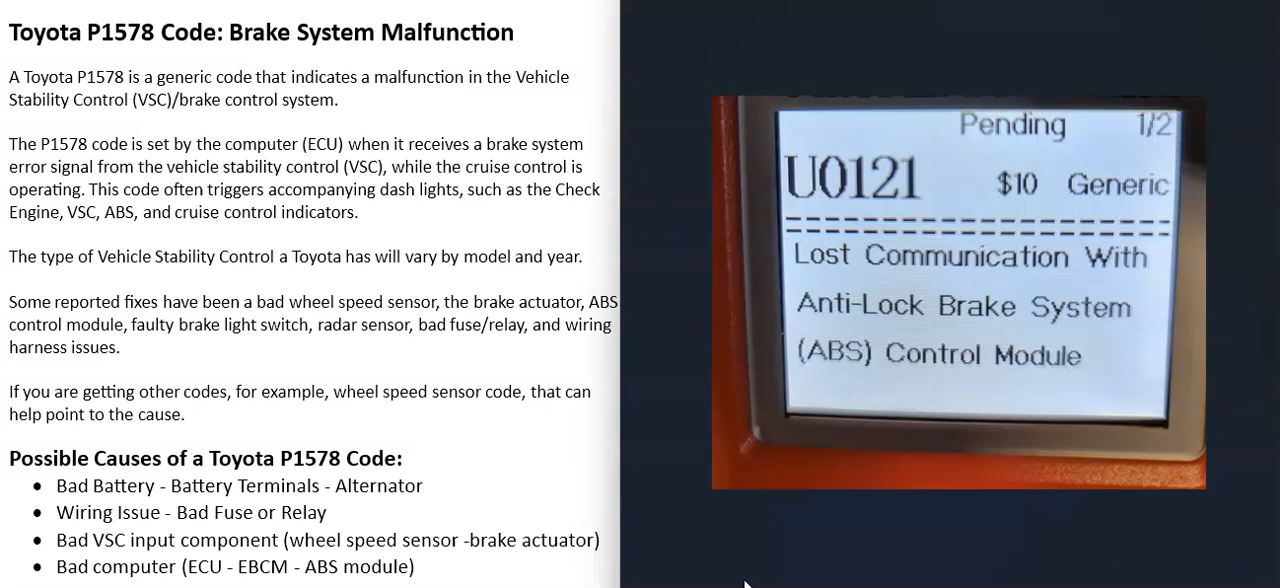 Toyota P1578 Code: Brake System Malfunction
A Toyota P1578 is a generic code that indicates a malfunction in the Vehicle
Stability Control (VSC)/brake control system.
The P1578 code is set by the computer (ECU) when it receives a brake system
error signal from the vehicle stability control (VSC), while the cruise control is
operating. This code often triggers accompanying dash lights, such as the Check
Engine, VSC, ABS, and cruise control indicators.
The type of Vehicle Stability Control a Toyota has will vary by model and year.
Some reported fixes have been a bad wheel speed sensor, the brake actuator, ABS
control module, faulty brake light switch, radar sensor, bad fuse/relay, and wiring
harness issues.
If you are getting other codes, for example, wheel speed sensor code, that can
help point to the cause.
Possible Causes of a Toyota P1578 Code:
• Bad Battery - Battery Terminals - Alternator
• Wiring Issue - Bad Fuse or Relay
• Bad VSC input component (wheel speed sensor -brake actuator)
• Bad computer (ECU - EBCM - ABS module)
Pending 1/2
U0121 $10 Generic
Lost Communication With
Anti-Lock Brake System
(ABS) Control Module